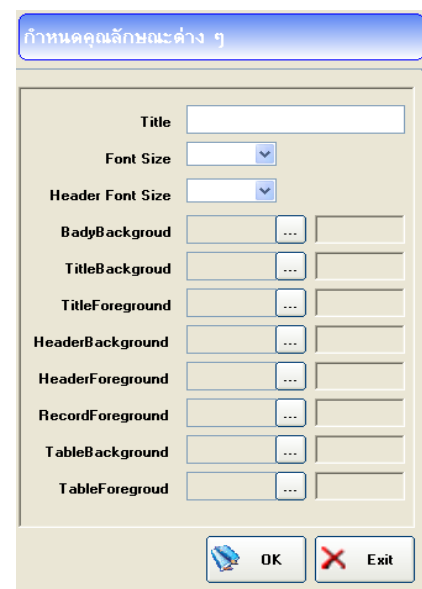 กำหนดคุณลักษณะต่าง ๆ
Title
Font Size
Header Font Size
BadyBackgroud ...
TitleBackgroud ...
TitleForeground ...
HeaderBackground ...
HeaderForeground ...
RecordForeground ...
TableBackground ...
TableForegroud ...
OK Exit